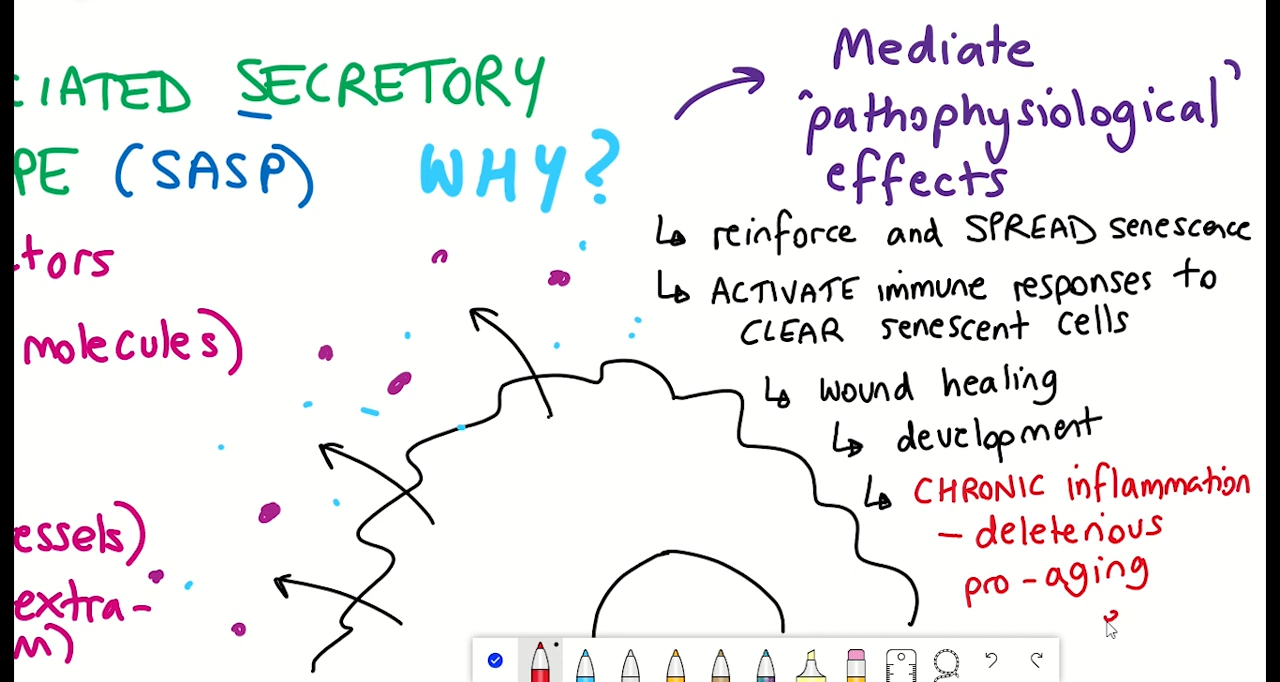 CIATED SECRETORY
PE (SASP)
WHY?
tors
molecules)
essels)
extra-
m)
Mediate
"pathophysiological"
effects
↳ reinforce and SPREAD senescence
↳ ACTIVATE immune responses to
CLEAR senescent cells
↳ wound healing
↳ development
↳ CHRONIC inflammation
- deleterious
pro-aging